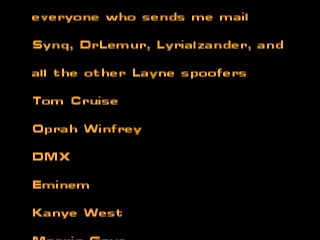 everyone who sends me mail
Synq, DrLemur, Lyrialzander, and
all the other Layne spoofers
Tom Cruise
Oprah Winfrey
DMX
Eminem
Kanye West